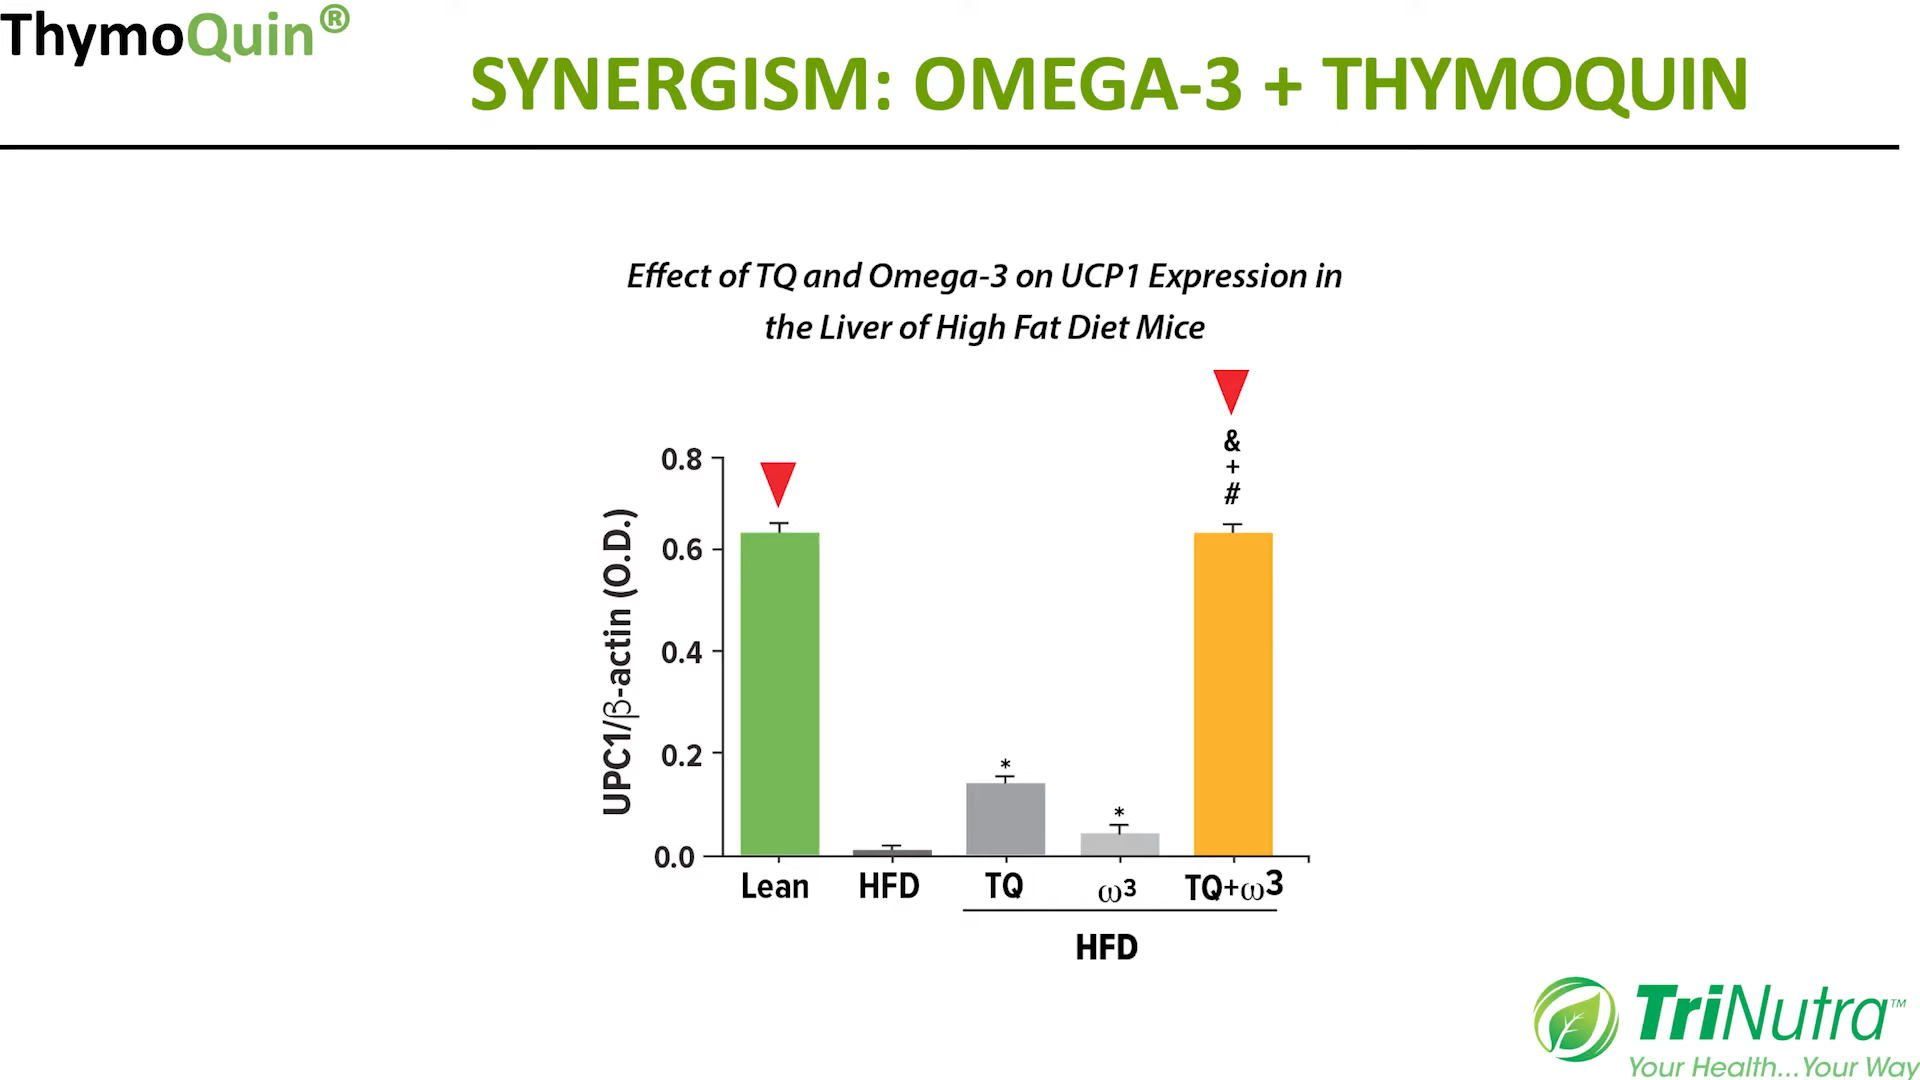 ThymoQuin®
SYNERGISM: OMEGA-3 + THYMOQUIN
Effect of TQ and Omega-3 on UCP1 Expression in
the Liver of High Fat Diet Mice
&
+
#
UPC1/β-actin (O.D.)
0.8
0.6
0.4
0.2
0.0
*
*
Lean HFD TQ ω3 TQ+ω3
HFD
TriNutra™
Your Health...Your Way